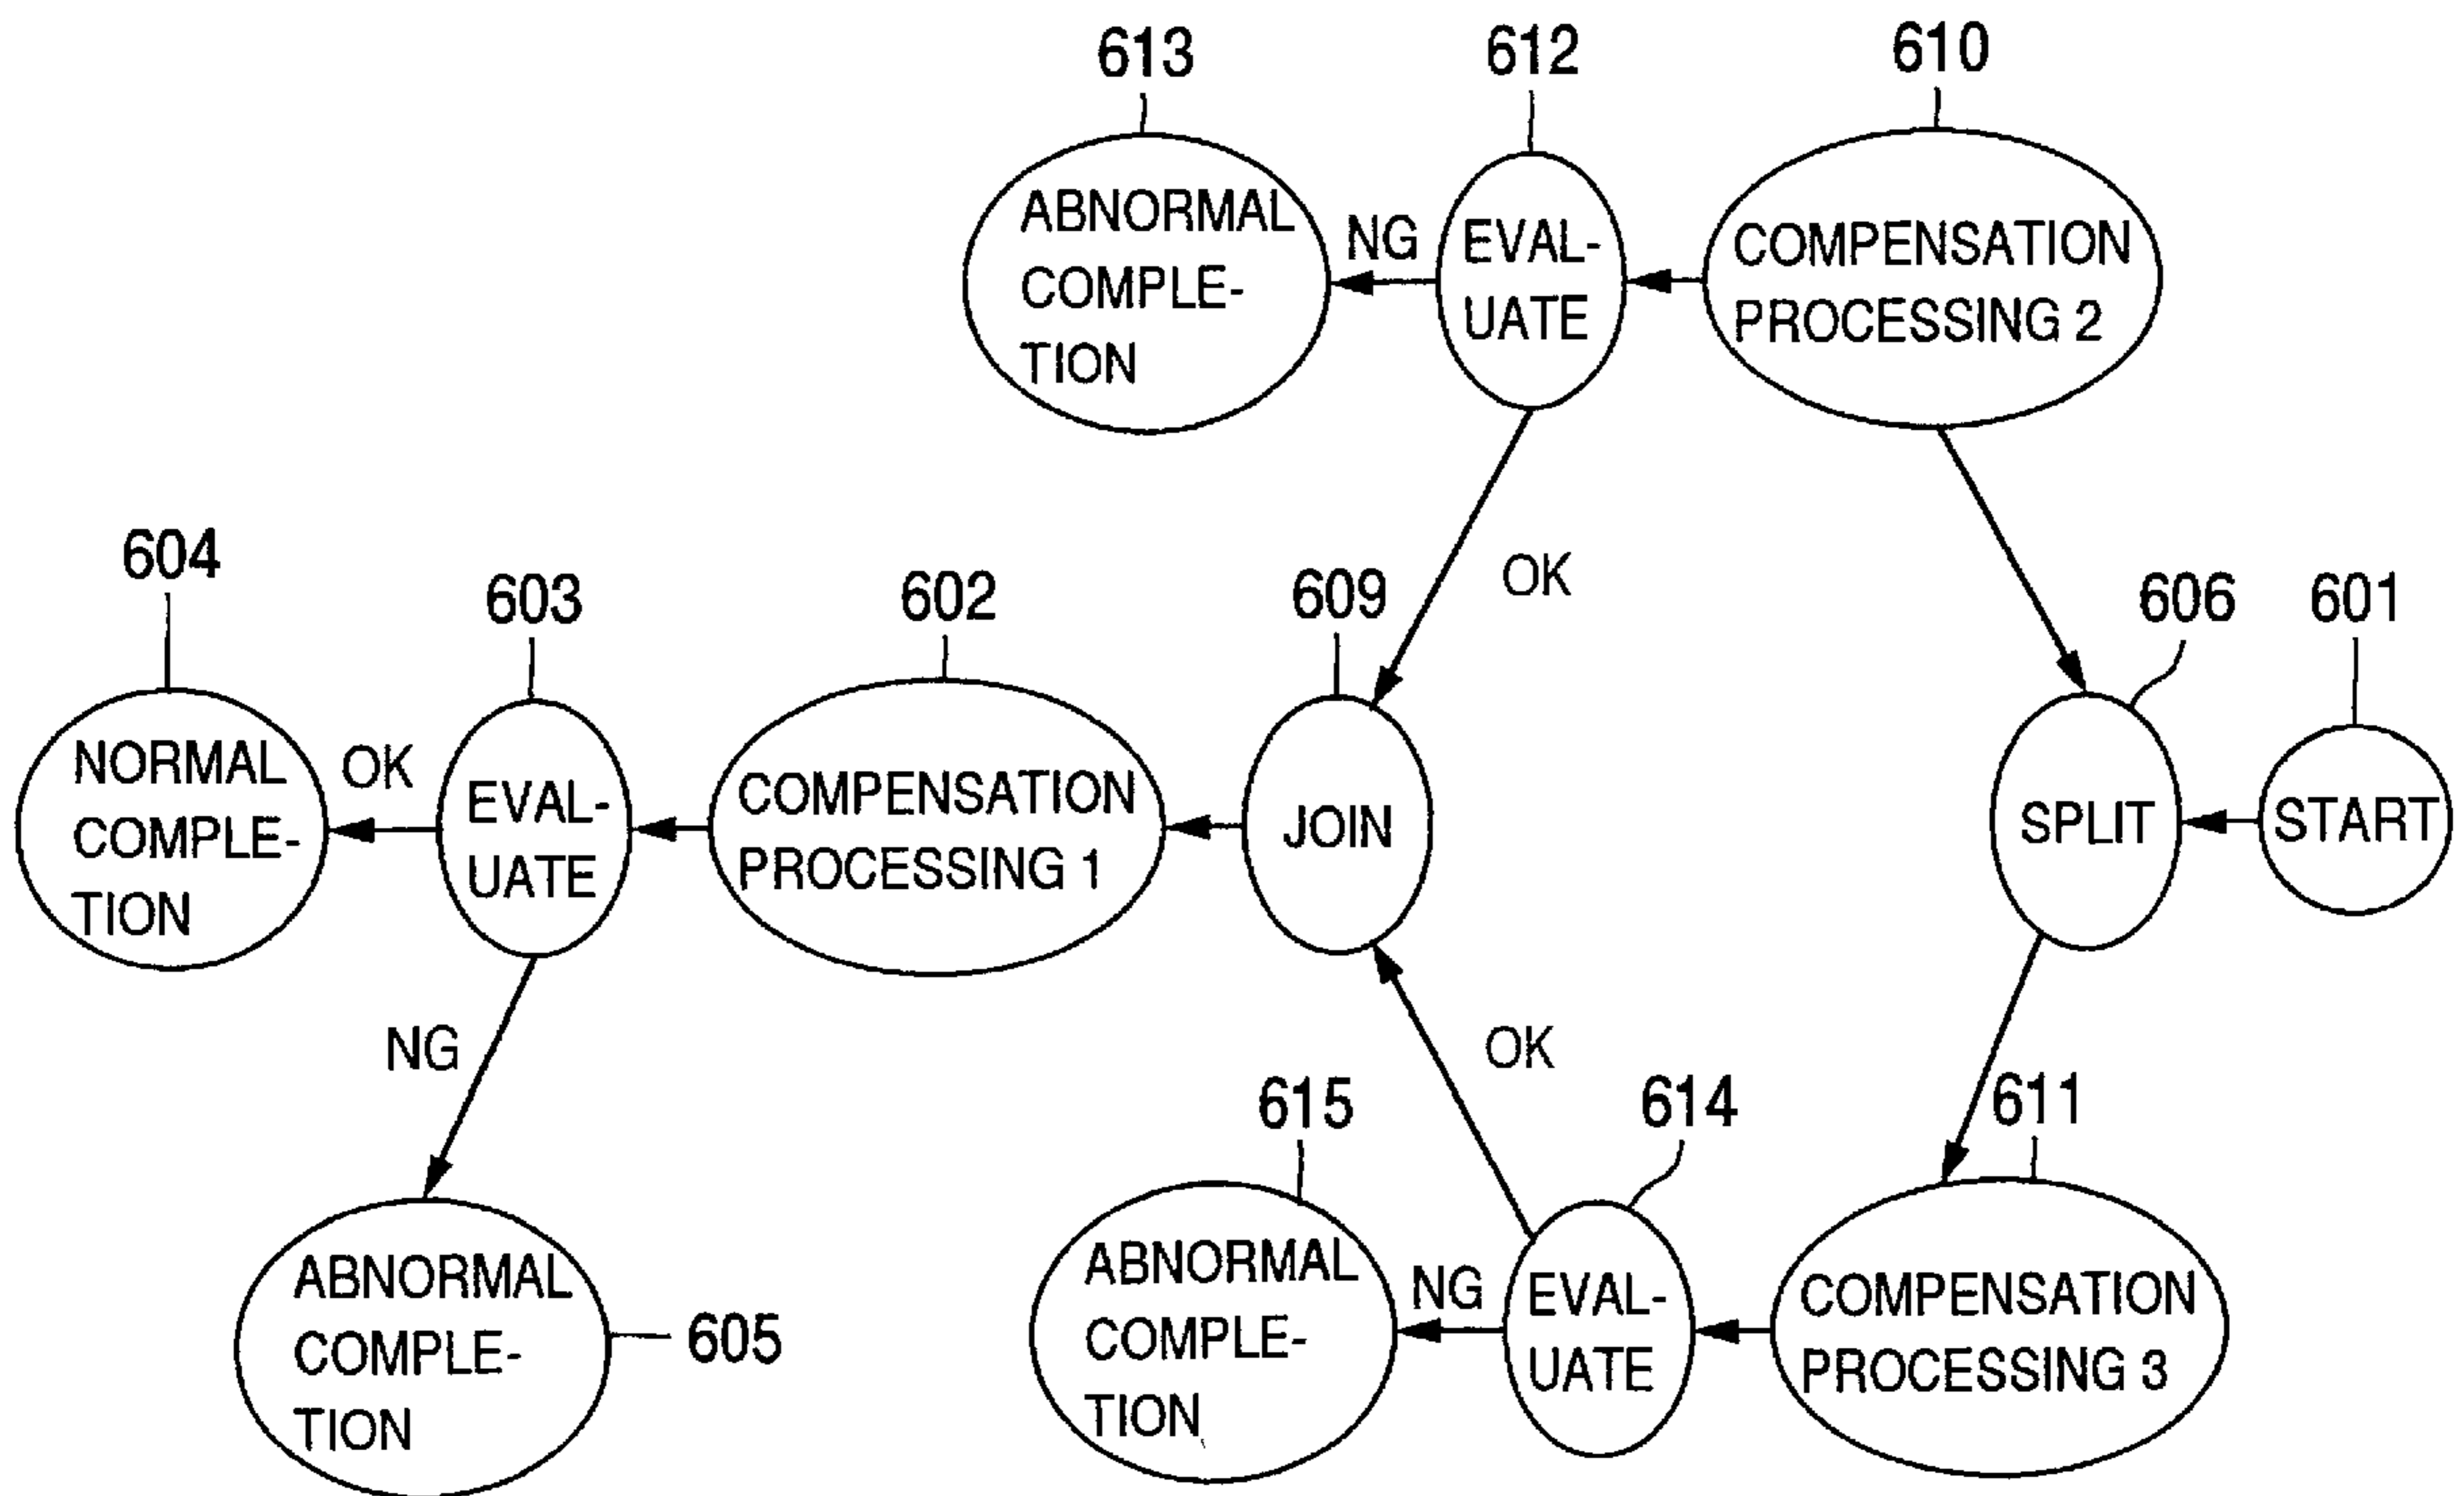 613
612
610
ABNORMAL
COMPLE-
TION
NG
EVAL-
UATE
COMPENSATION
PROCESSING 2
OK
604
603
602
609
606
601
NORMAL
COMPLE-
TION
OK
EVAL-
UATE
COMPENSATION
PROCESSING 1
JOIN
SPLIT
START
NG
OK
615
614
611
ABNORMAL
COMPLE-
TION
605
ABNORMAL
COMPLE-
TION
NG
EVAL-
UATE
COMPENSATION
PROCESSING 3